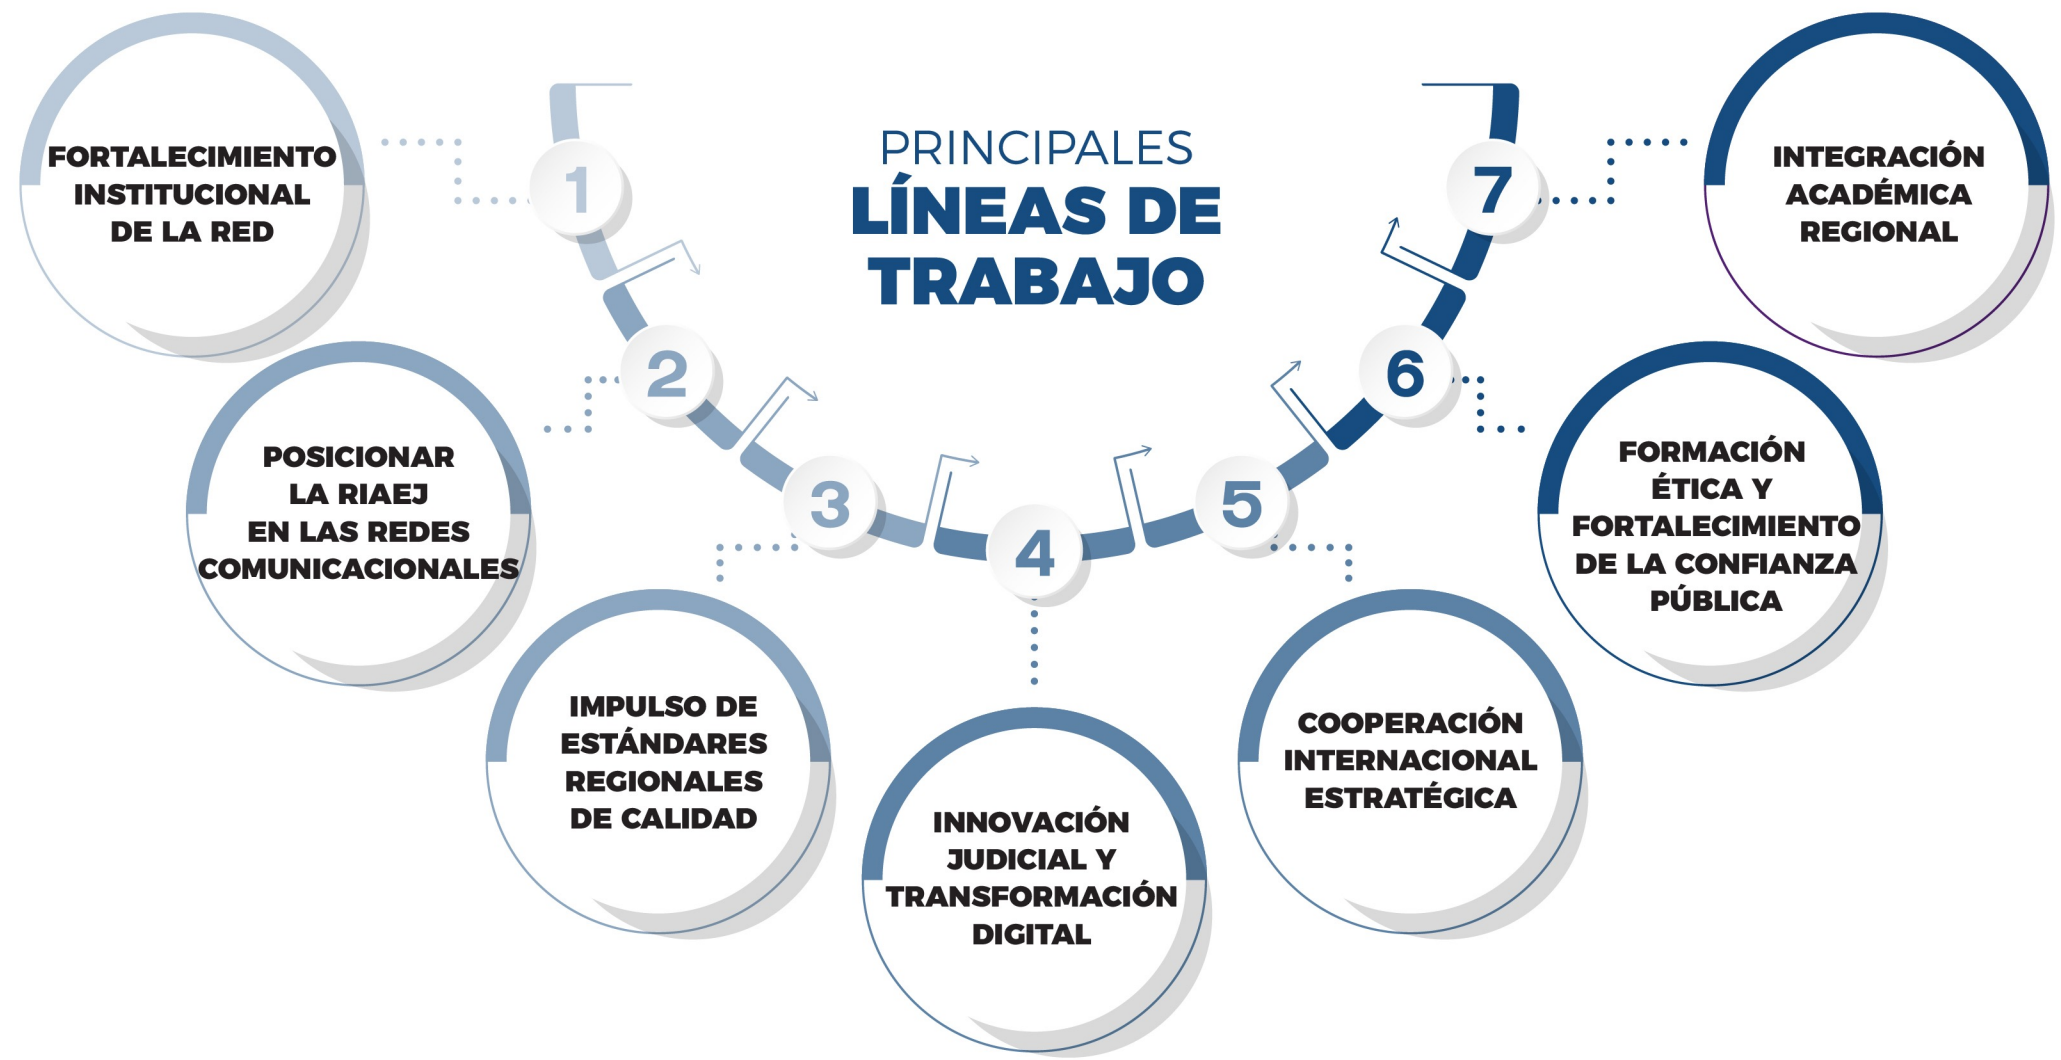 PRINCIPALES
LÍNEAS DE
TRABAJO
1
FORTALECIMIENTO
INSTITUCIONAL
DE LA RED
2
POSICIONAR
LA RIAEJ
EN LAS REDES
COMUNICACIONALES
3
IMPULSO DE
ESTÁNDARES
REGIONALES
DE CALIDAD
4
INNOVACIÓN
JUDICIAL Y
TRANSFORMACIÓN
DIGITAL
5
COOPERACIÓN
INTERNACIONAL
ESTRATÉGICA
6
FORMACIÓN
ÉTICA Y
FORTALECIMIENTO
DE LA CONFIANZA
PÚBLICA
7
INTEGRACIÓN
ACADÉMICA
REGIONAL